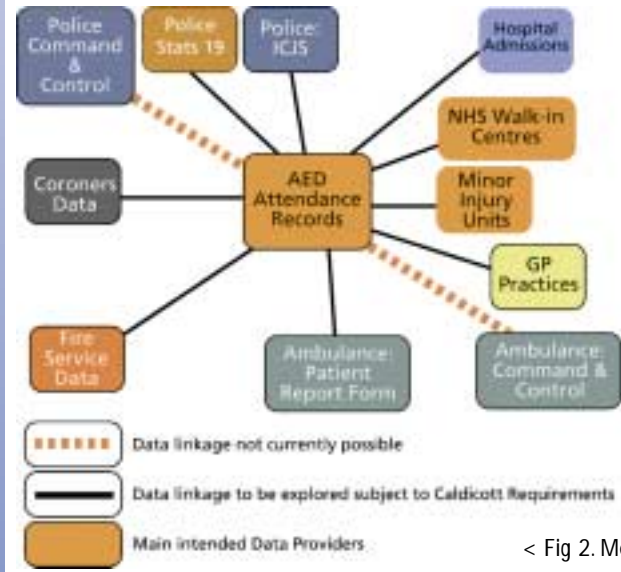 Police
Command
&
Control
Police
Stats 19
Police:
ICJS
Hospital
Admissions
NHS Walk-in
Centres
Coroners
Data
AED
Attendance
Records
Minor
Injury
Units
GP
Practices
Fire
Service
Data
Ambulance:
Patient
Report Form
Ambulance:
Command &
Control
Data linkage not currently possible
Data linkage to be explored subject to Caldicott Requirements
Main intended Data Providers
< Fig 2.